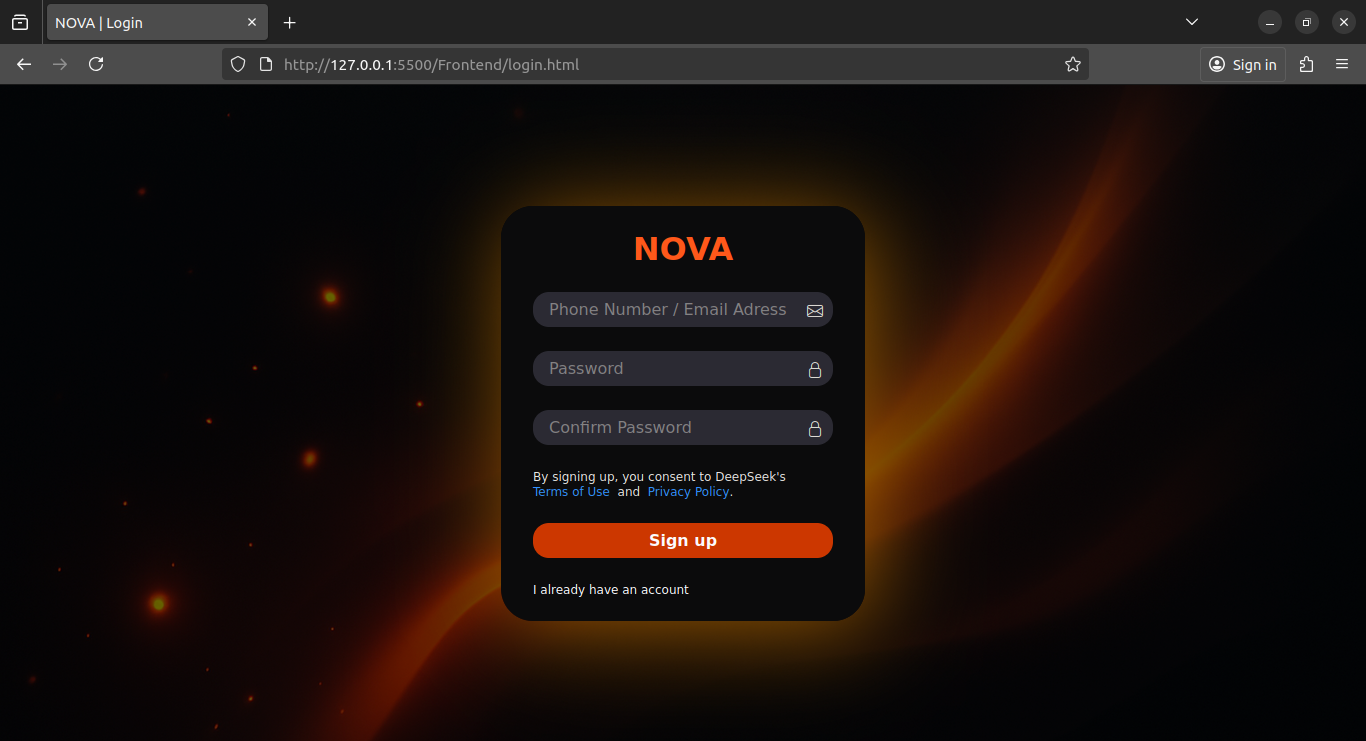 NOVA | Login
http://127.0.0.1:5500/Frontend/login.html
Sign in
NOVA
Phone Number / Email Adress
Password
Confirm Password
By signing up, you consent to DeepSeek's
Terms of Use and Privacy Policy.
Sign up
I already have an account